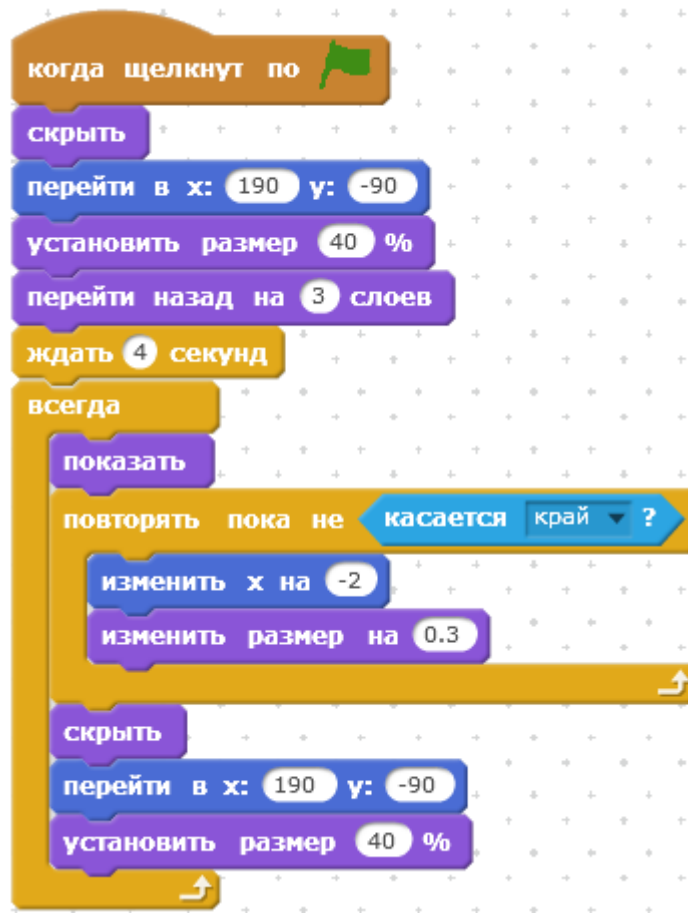 когда щелкнут по
скрыть
перейти в x: 190 y: -90
установить размер 40 %
перейти назад на 3 слоев
ждать 4 секунд
всегда
показать
повторять пока не касается край ?
изменить x на -2
изменить размер на 0.3
скрыть
перейти в x: 190 y: -90
установить размер 40 %